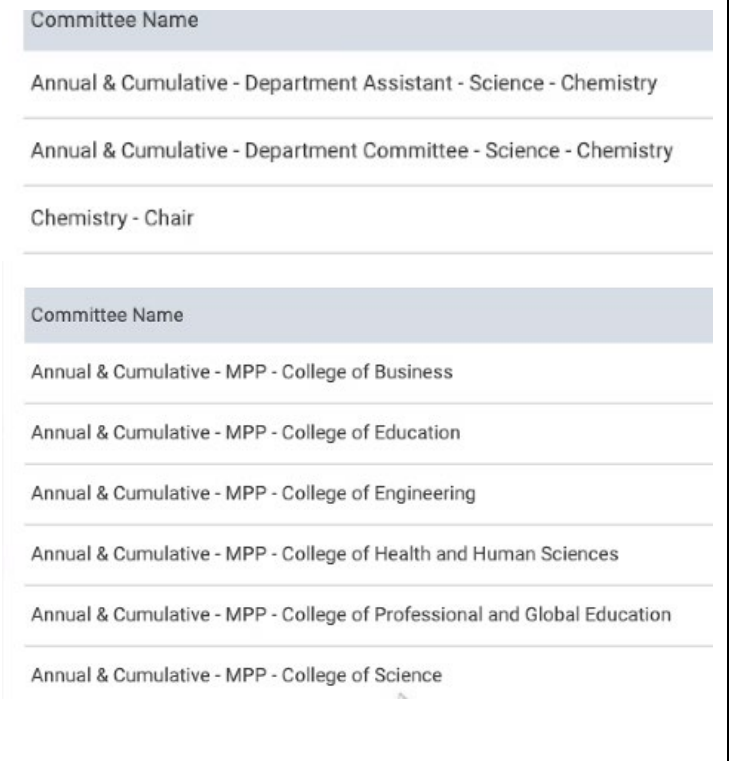 Committee Name
Annual & Cumulative - Department Assistant - Science - Chemistry
Annual & Cumulative - Department Committee - Science - Chemistry
Chemistry - Chair
Committee Name
Annual & Cumulative - MPP - College of Business
Annual & Cumulative - MPP - College of Education
Annual & Cumulative - MPP - College of Engineering
Annual & Cumulative - MPP - College of Health and Human Sciences
Annual & Cumulative - MPP - College of Professional and Global Education
Annual & Cumulative - MPP - College of Science